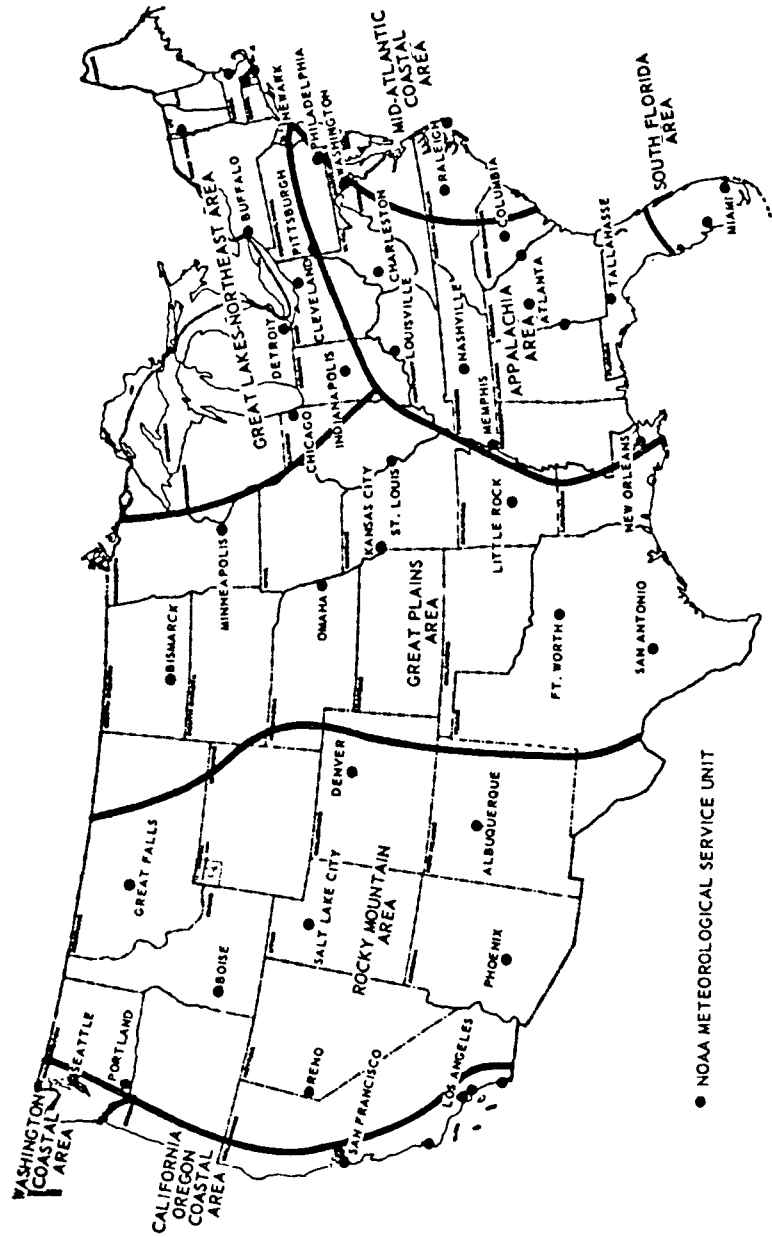 WASHINGTON
COASTAL
AREA
SEATTLE
PORTLAND
CALIFORNIA
OREGON
COASTAL
AREA
RENO
SAN FRANCISCO
LOS ANGELES
GREAT FALLS
BOISE
SALT LAKE CITY
ROCKY MOUNTAIN
AREA
DENVER
PHOENIX
ALBUQUERQUE
BISMARCK
MINNEAPOLIS
OMAHA
KANSAS CITY
ST. LOUIS
GREAT PLAINS
AREA
LITTLE ROCK
FT. WORTH
SAN ANTONIO
NEW ORLEANS
GREAT LAKES-NORTHEAST AREA
BUFFALO
DETROIT
CLEVELAND
CHICAGO
INDIANAPOLIS
PITTSBURGH
NEWARK
PHILADELPHIA
WASHINGTON
MID-ATLANTIC
COASTAL
AREA
CHARLESTON
LOUISVILLE
NASHVILLE
MEMPHIS
RALEIGH
COLUMBIA
APPALACHIA
AREA
ATLANTA
TALLAHASSE
SOUTH FLORIDA
AREA
MIAMI
● NOAA METEOROLOGICAL SERVICE UNIT